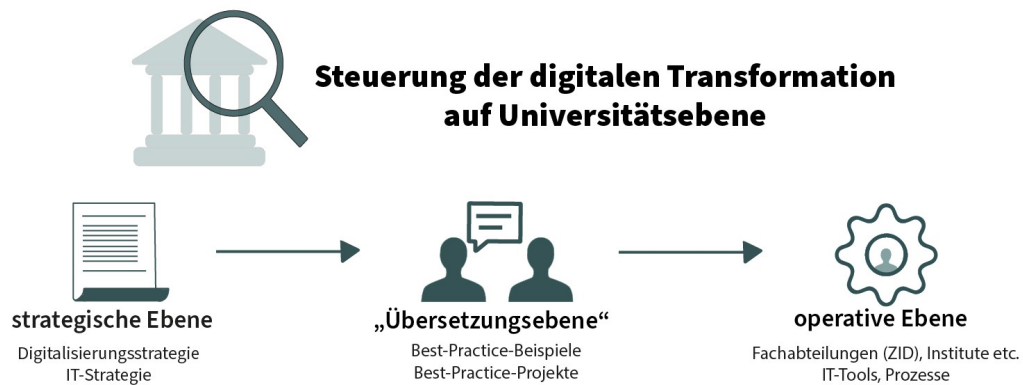 Steuerung der digitalen Transformation
auf Universitätsebene
strategische Ebene
Digitalisierungsstrategie
IT-Strategie
„Übersetzungsebene“
Best-Practice-Beispiele
Best-Practice-Projekte
operative Ebene
Fachabteilungen (ZID), Institute etc.
IT-Tools, Prozesse